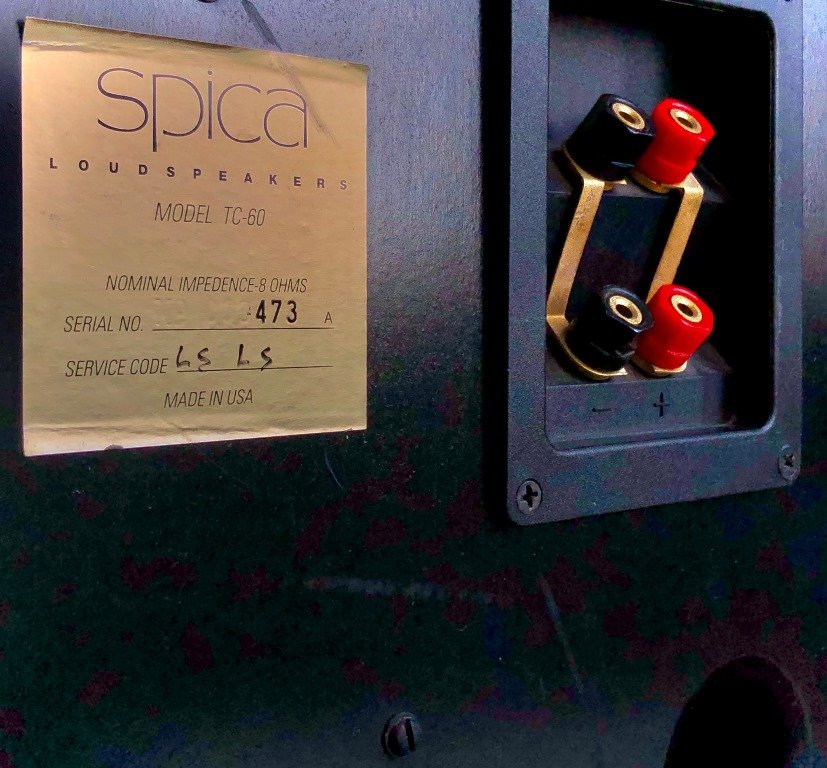 spica
LOUDSPEAKERS
MODEL TC-60
NOMINAL IMPEDENCE-8 OHMS
SERIAL NO. 473 A
SERVICE CODE LS LS
MADE IN USA
− +